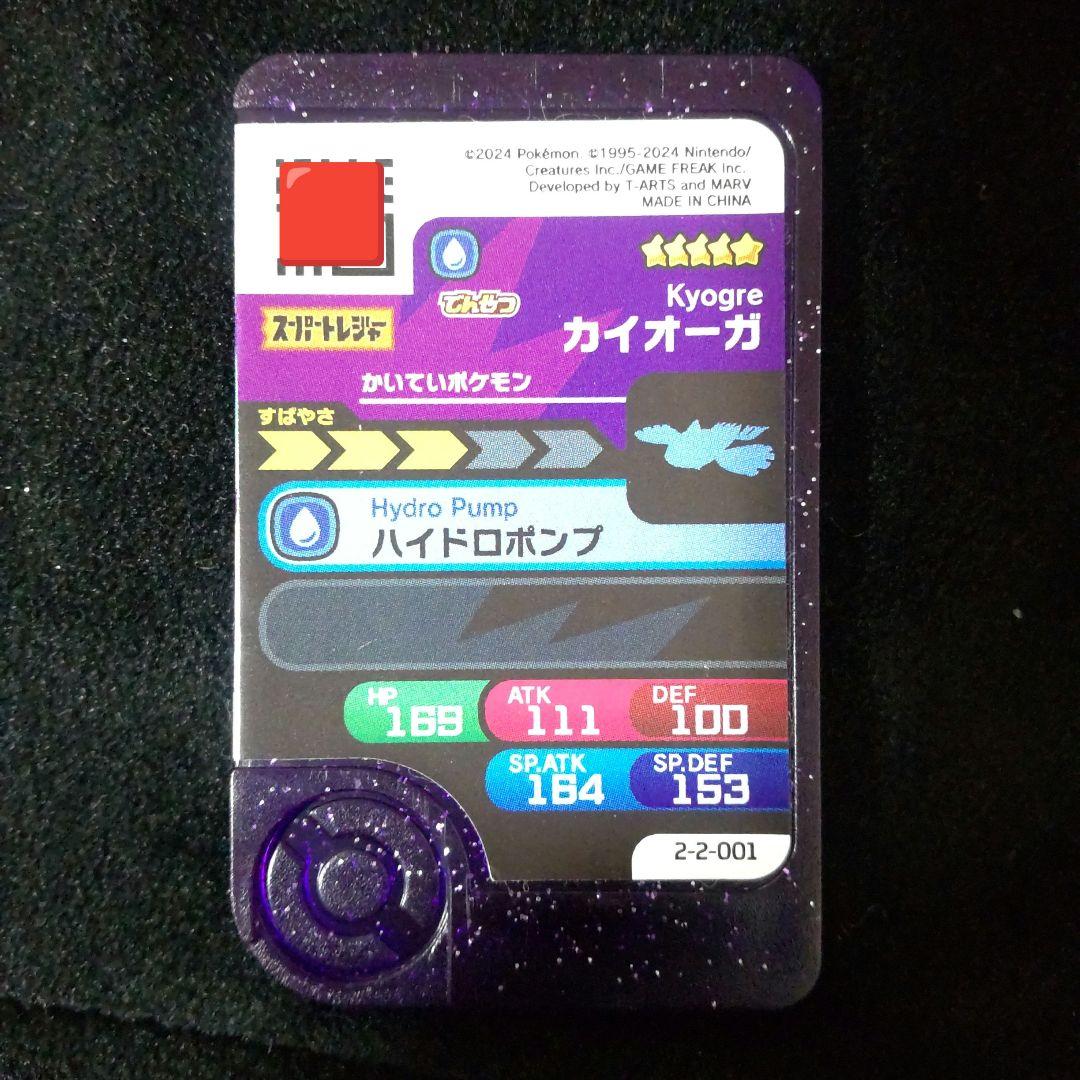 ©2024 Pokémon. ©1995-2024 Nintendo/
Creatures Inc./GAME FREAK Inc.
Developed by T-ARTS and MARV
MADE IN CHINA
でんせつ
Kyogre
スーパートレジャー
カイオーガ
かいていポケモン
すばやさ
Hydro Pump
ハイドロポンプ
HP
169
ATK
111
DEF
100
SP.ATK
164
SP.DEF
153
2-2-001